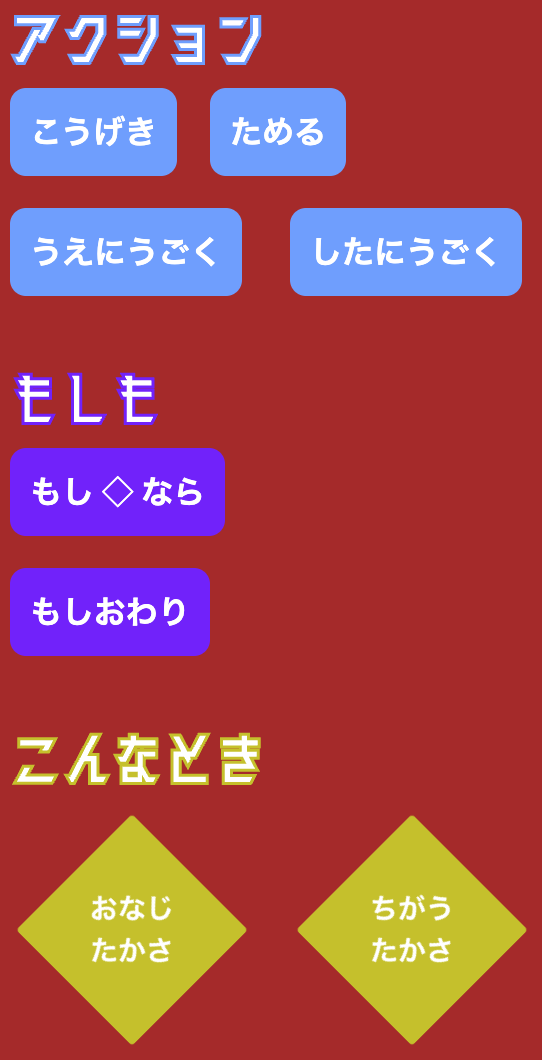 アクション
こうげき
ためる
うえにうごく
したにうごく
もしも
もし ◇ なら
もしおわり
こんなとき
おなじ
たかさ
ちがう
たかさ